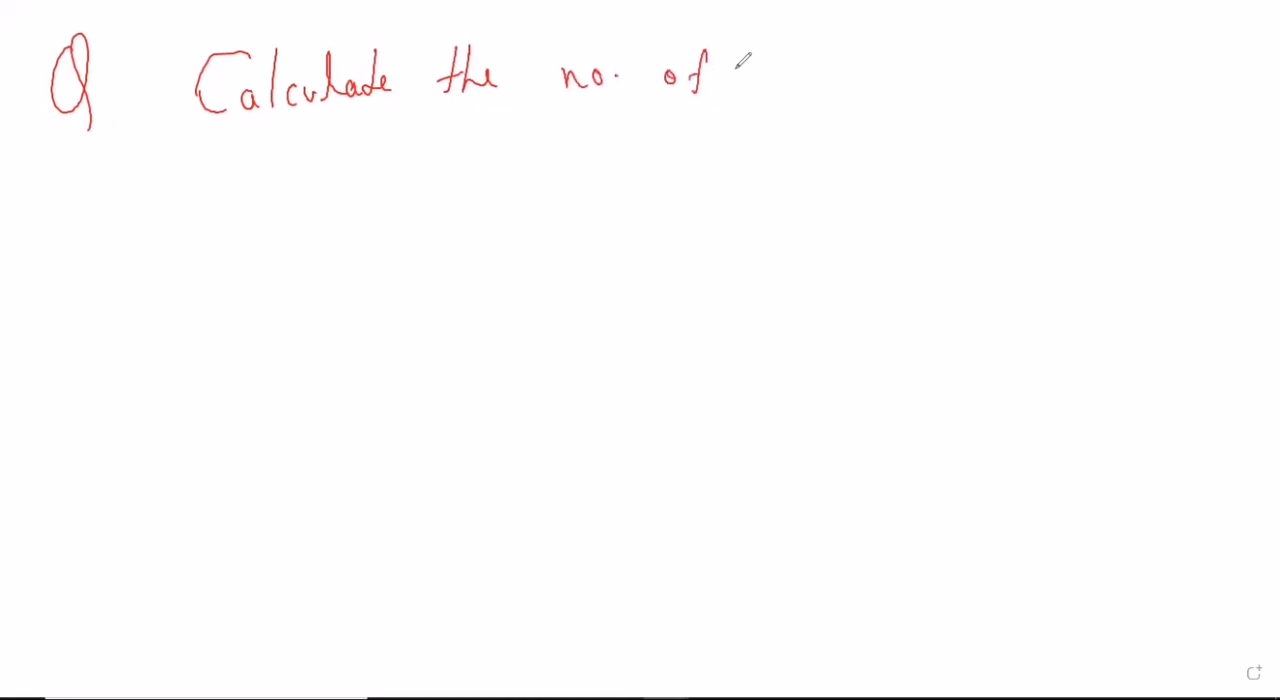 Q Calculate the no. of